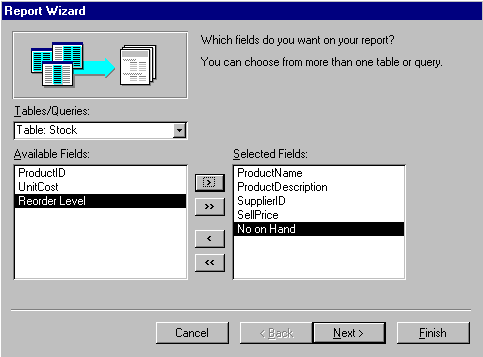 Report Wizard
Which fields do you want on your report?
You can choose from more than one table or query.
Tables/Queries:
Table: Stock
Available Fields:
ProductID
UnitCost
Reorder Level
>
>>
<
<<
Selected Fields:
ProductName
ProductDescription
SupplierID
SellPrice
No on Hand
Cancel
< Back
Next >
Finish